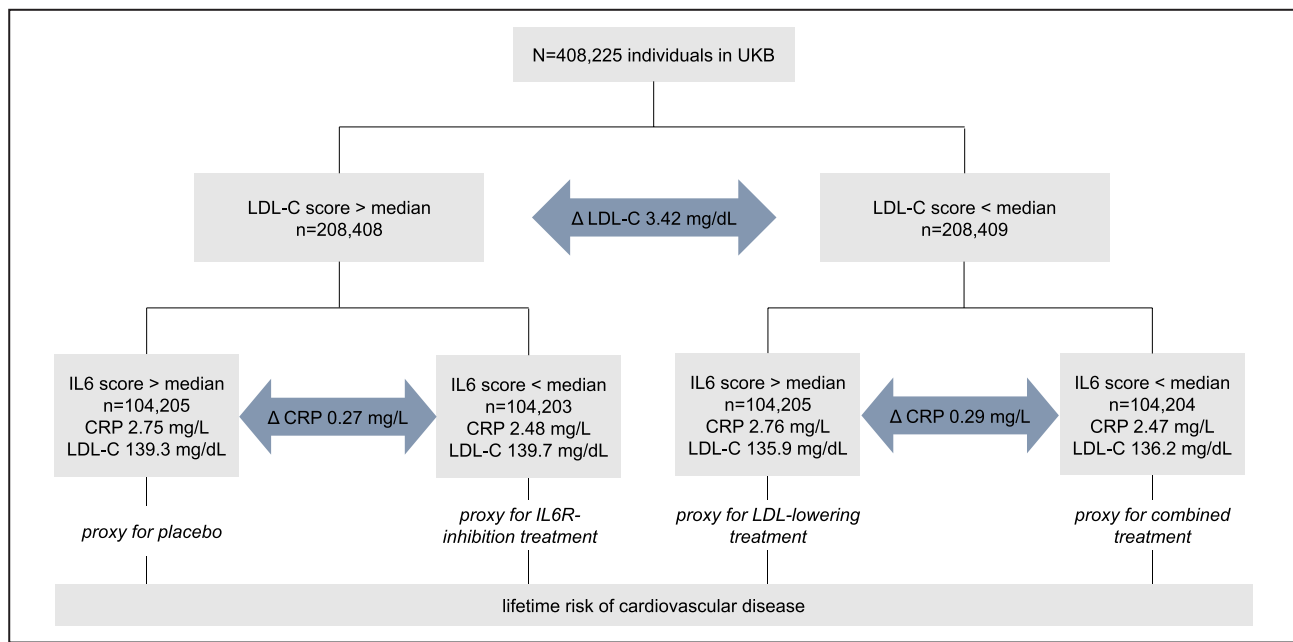 N=408,225 individuals in UKB
LDL-C score > median
n=208,408
Δ LDL-C 3.42 mg/dL
LDL-C score < median
n=208,409
IL6 score > median
n=104,205
CRP 2.75 mg/L
LDL-C 139.3 mg/dL
Δ CRP 0.27 mg/L
IL6 score < median
n=104,203
CRP 2.48 mg/L
LDL-C 139.7 mg/dL
IL6 score > median
n=104,205
CRP 2.76 mg/L
LDL-C 135.9 mg/dL
Δ CRP 0.29 mg/L
IL6 score < median
n=104,204
CRP 2.47 mg/L
LDL-C 136.2 mg/dL
proxy for placebo
proxy for IL6R-
inhibition treatment
proxy for LDL-lowering
treatment
proxy for combined
treatment
lifetime risk of cardiovascular disease